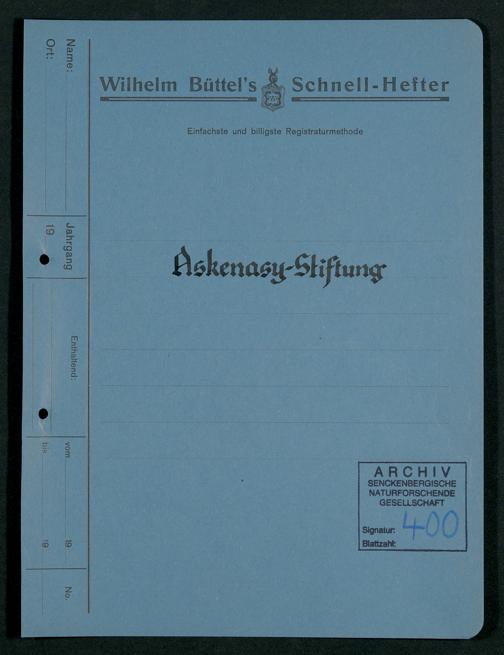 Wilhelm Büttel's Schnell-Hefter
Einfachste und billigste Registraturmethode
Askenasy-Stiftung
ARCHIV
SENCKENBERGISCHE
NATURFORSCHENDE
GESELLSCHAFT
Signatur: 400
Blattzahl:
Name:
Ort:
Jahrgang
19
Enthaltend:
vom 19
bis 19
No.